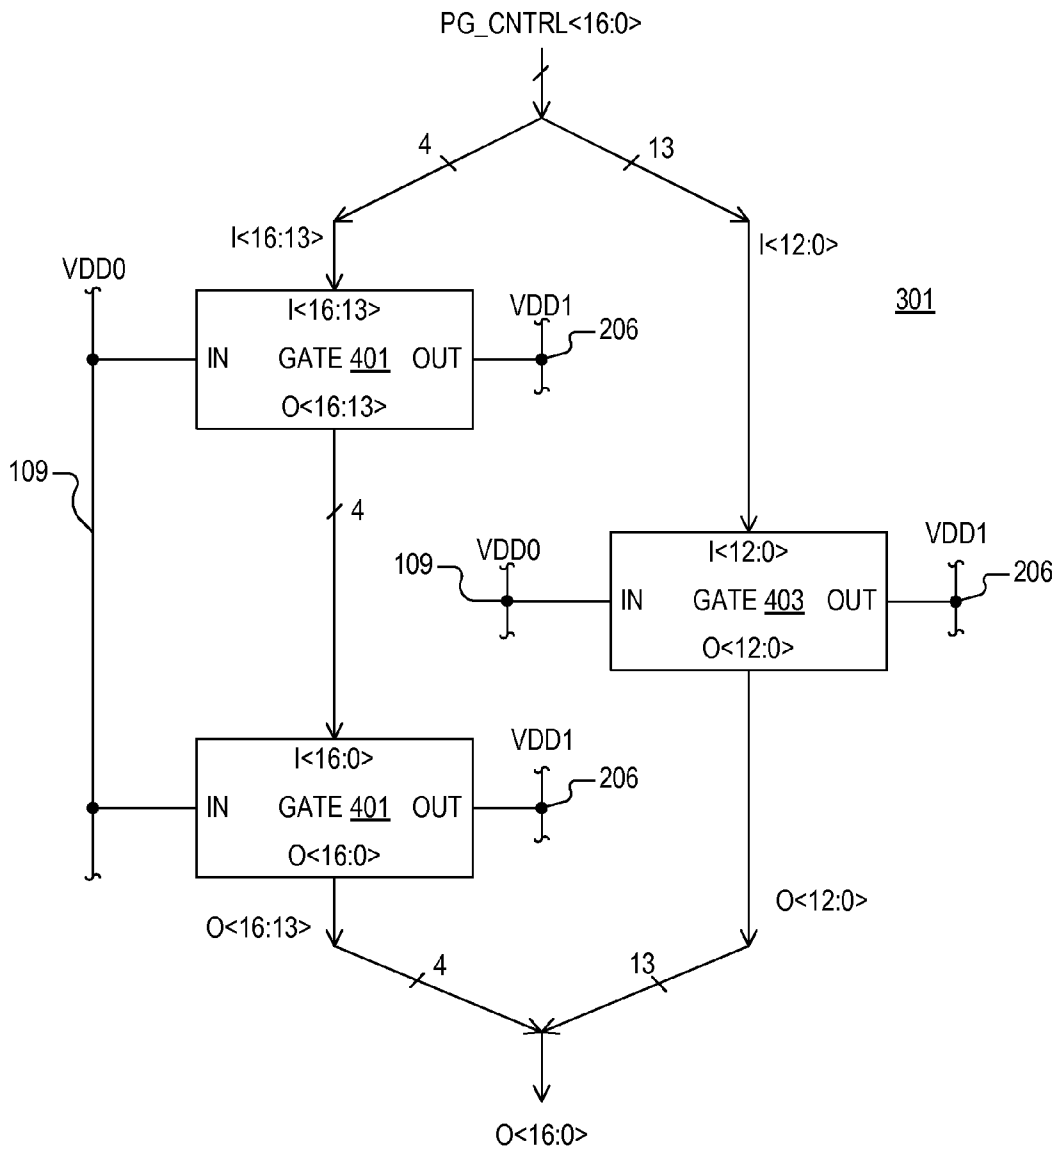 PG_CNTRL<16:0>
4
13
I<16:13>
I<12:0>
VDD0
301
I<16:13>
VDD1
206
IN GATE 401 OUT
O<16:13>
109
4
VDD0
I<12:0>
VDD1
109
206
IN GATE 403 OUT
O<12:0>
I<16:0>
VDD1
206
IN GATE 401 OUT
O<16:0>
O<16:13>
O<12:0>
4
13
O<16:0>